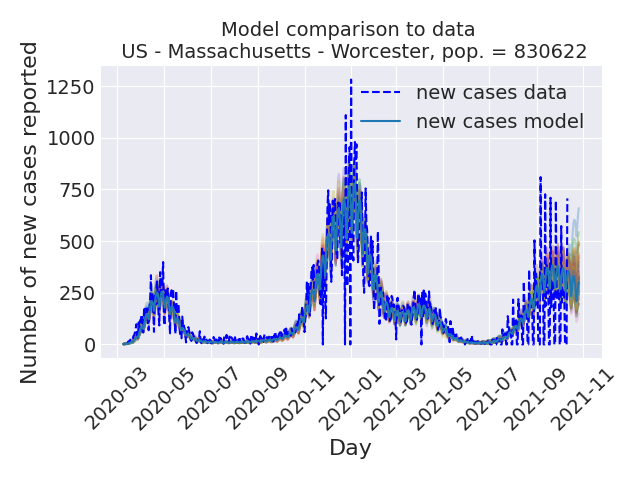 Model comparison to data
US - Massachusetts - Worcester, pop. = 830622
Number of new cases reported
1250
750
500
250
0
new cases data
new cases model
2020-03
2020-05
2020-07
2020-09
2020-11
2021-01
2021-03
2021-05
2021-07
2021-09
2021-11
Day